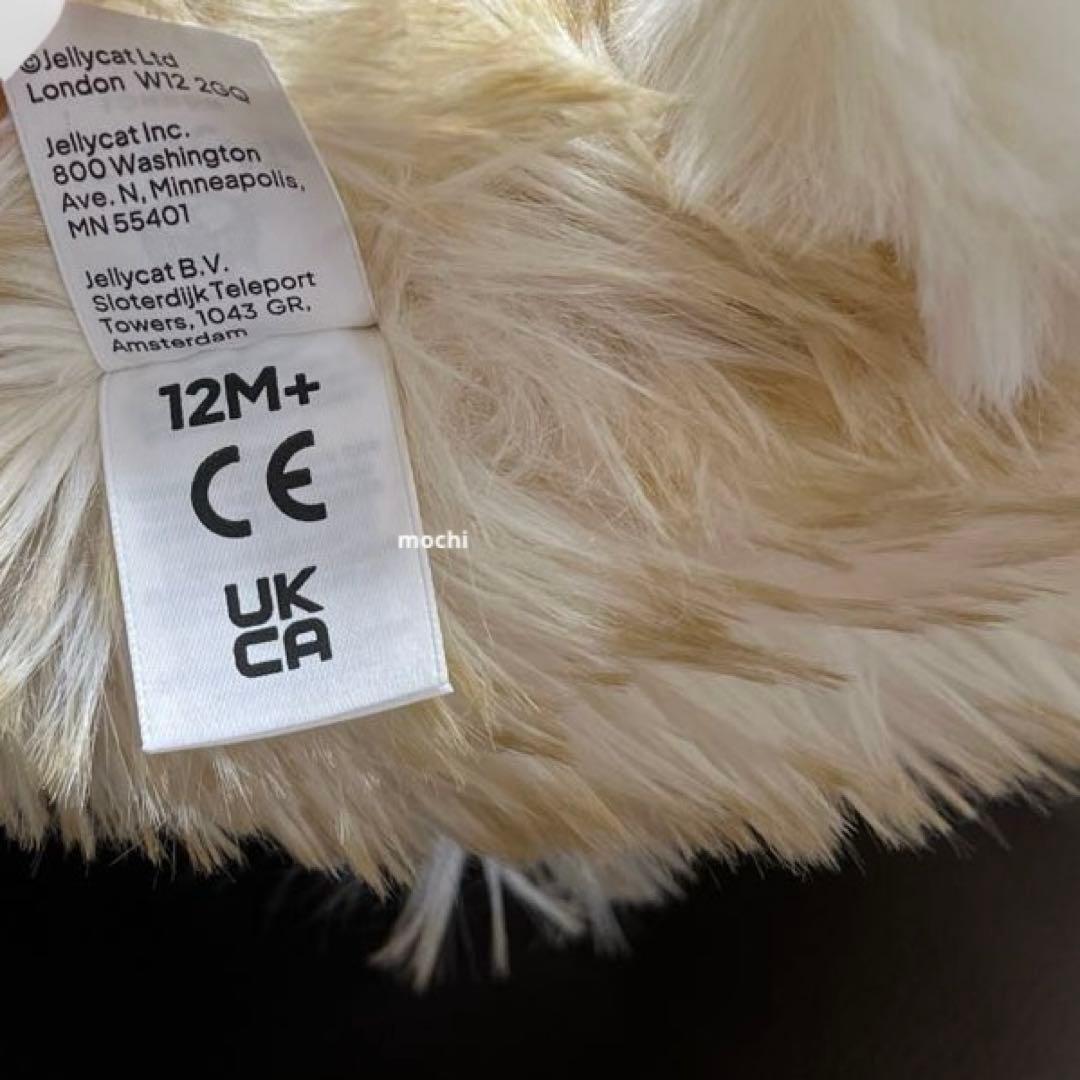 ©Jellycat Ltd
London W12 2GQ
Jellycat Inc.
800 Washington
Ave. N, Minneapolis,
MN 55401
Jellycat B.V.
Sloterdijk Teleport
Towers, 1043 GR,
Amsterdam
12M+
CE
UK
CA
mochi